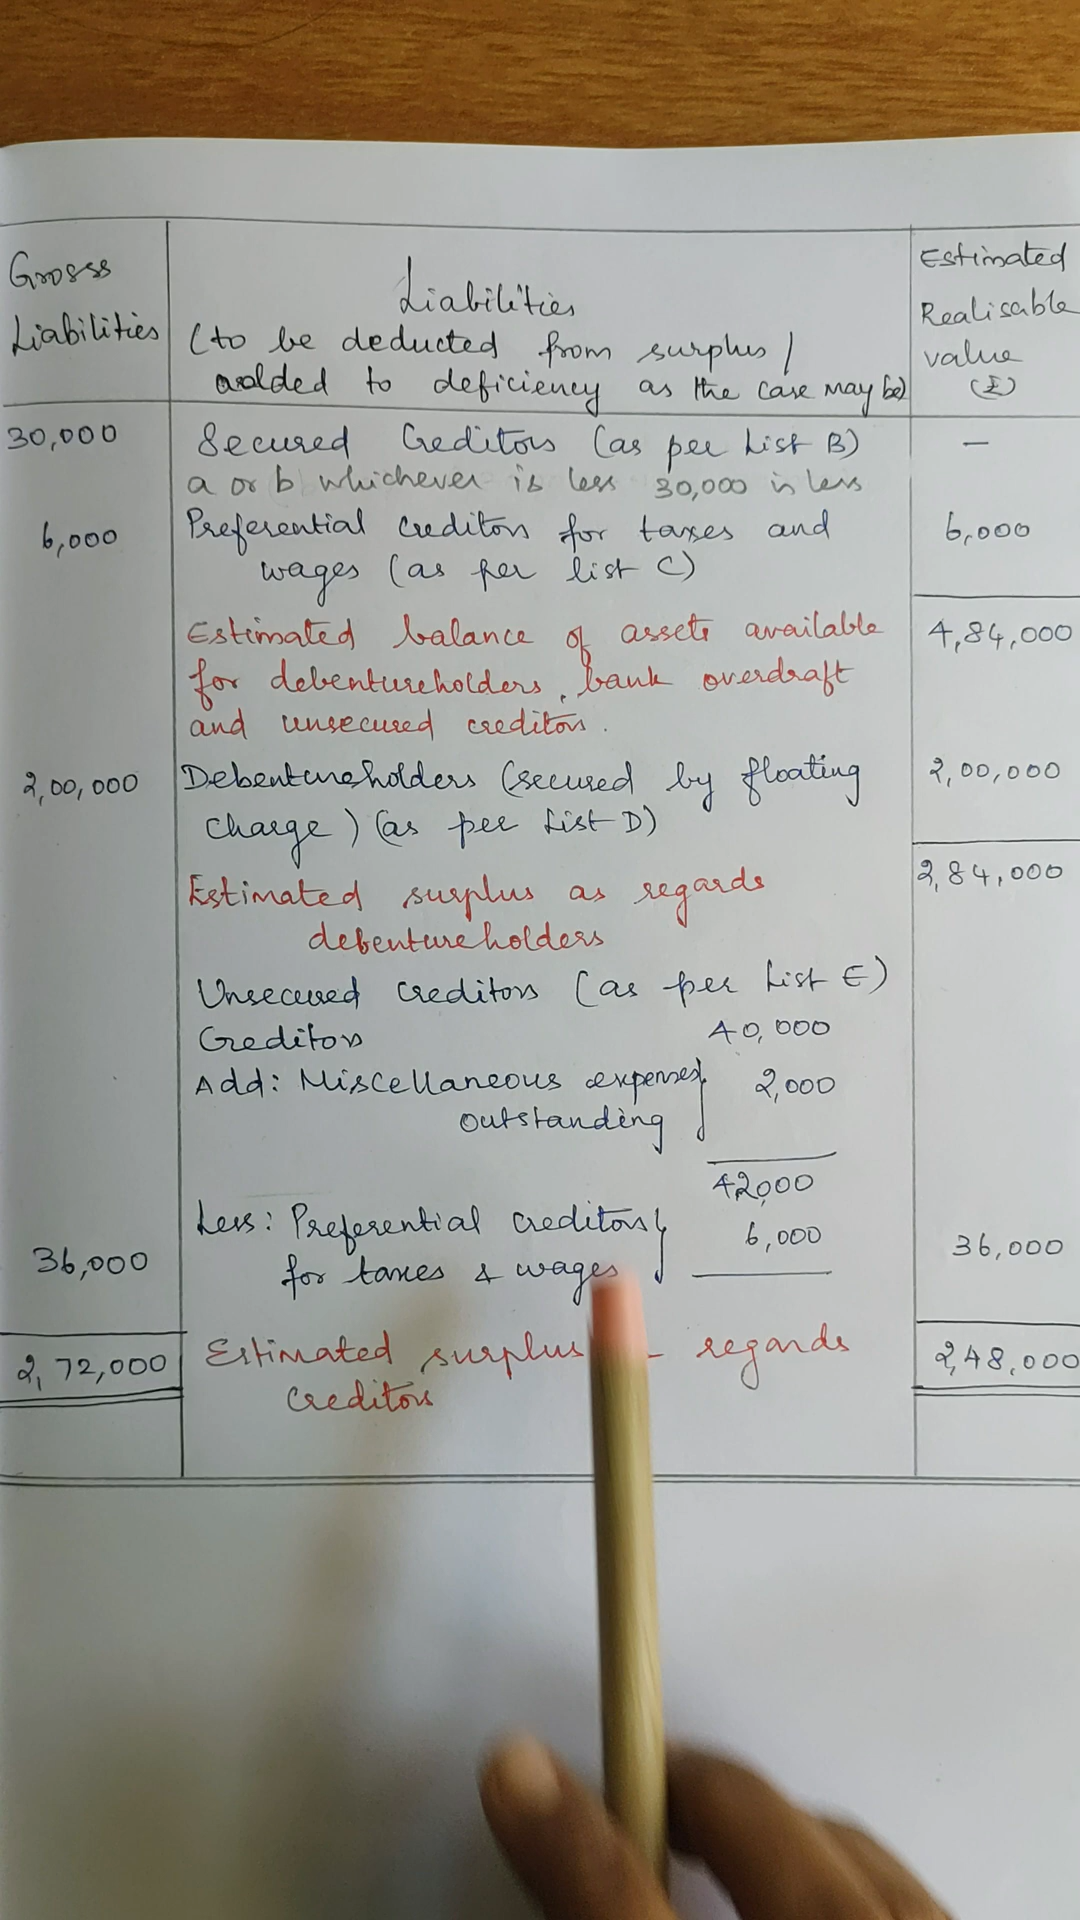 Grosss
Liabilities
Liabilities
(to be deducted from surplus /
added to deficiency as the case may be)
Estimated
Realisable
value
(₤)
30,000 Secured Creditors (as per List B) —
a or b whichever is less 30,000 is less
6,000 Preferential creditors for taxes and 6,000
wages (as per list C)
Estimated balance of assets available 4,84,000
for debentureholders, bank overdraft
and unsecured creditors.
2,00,000 Debentureholders (secured by floating 2,00,000
charge) (as per List D)
Estimated surplus as regards 2,84,000
debentureholders
Unsecured creditors (as per List E)
Creditors 40,000
Add: Miscellaneous expenses 2,000
outstanding
42,000
Less: Preferential creditors 6,000
36,000 for taxes & wages 36,000
2,72,000 Estimated surplus regards 2,48,000
Creditors